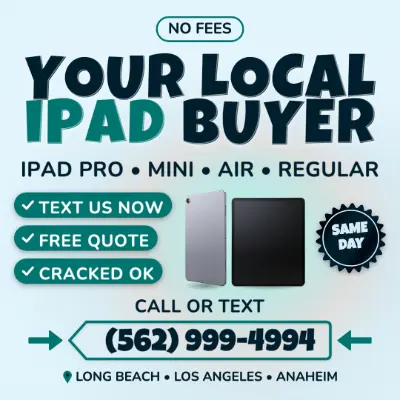 NO FEES
YOUR LOCAL
IPAD BUYER
IPAD PRO • MINI • AIR • REGULAR
✓ TEXT US NOW
✓ FREE QUOTE
✓ CRACKED OK
SAME
DAY
CALL OR TEXT
(562) 999-4994
LONG BEACH • LOS ANGELES • ANAHEIM